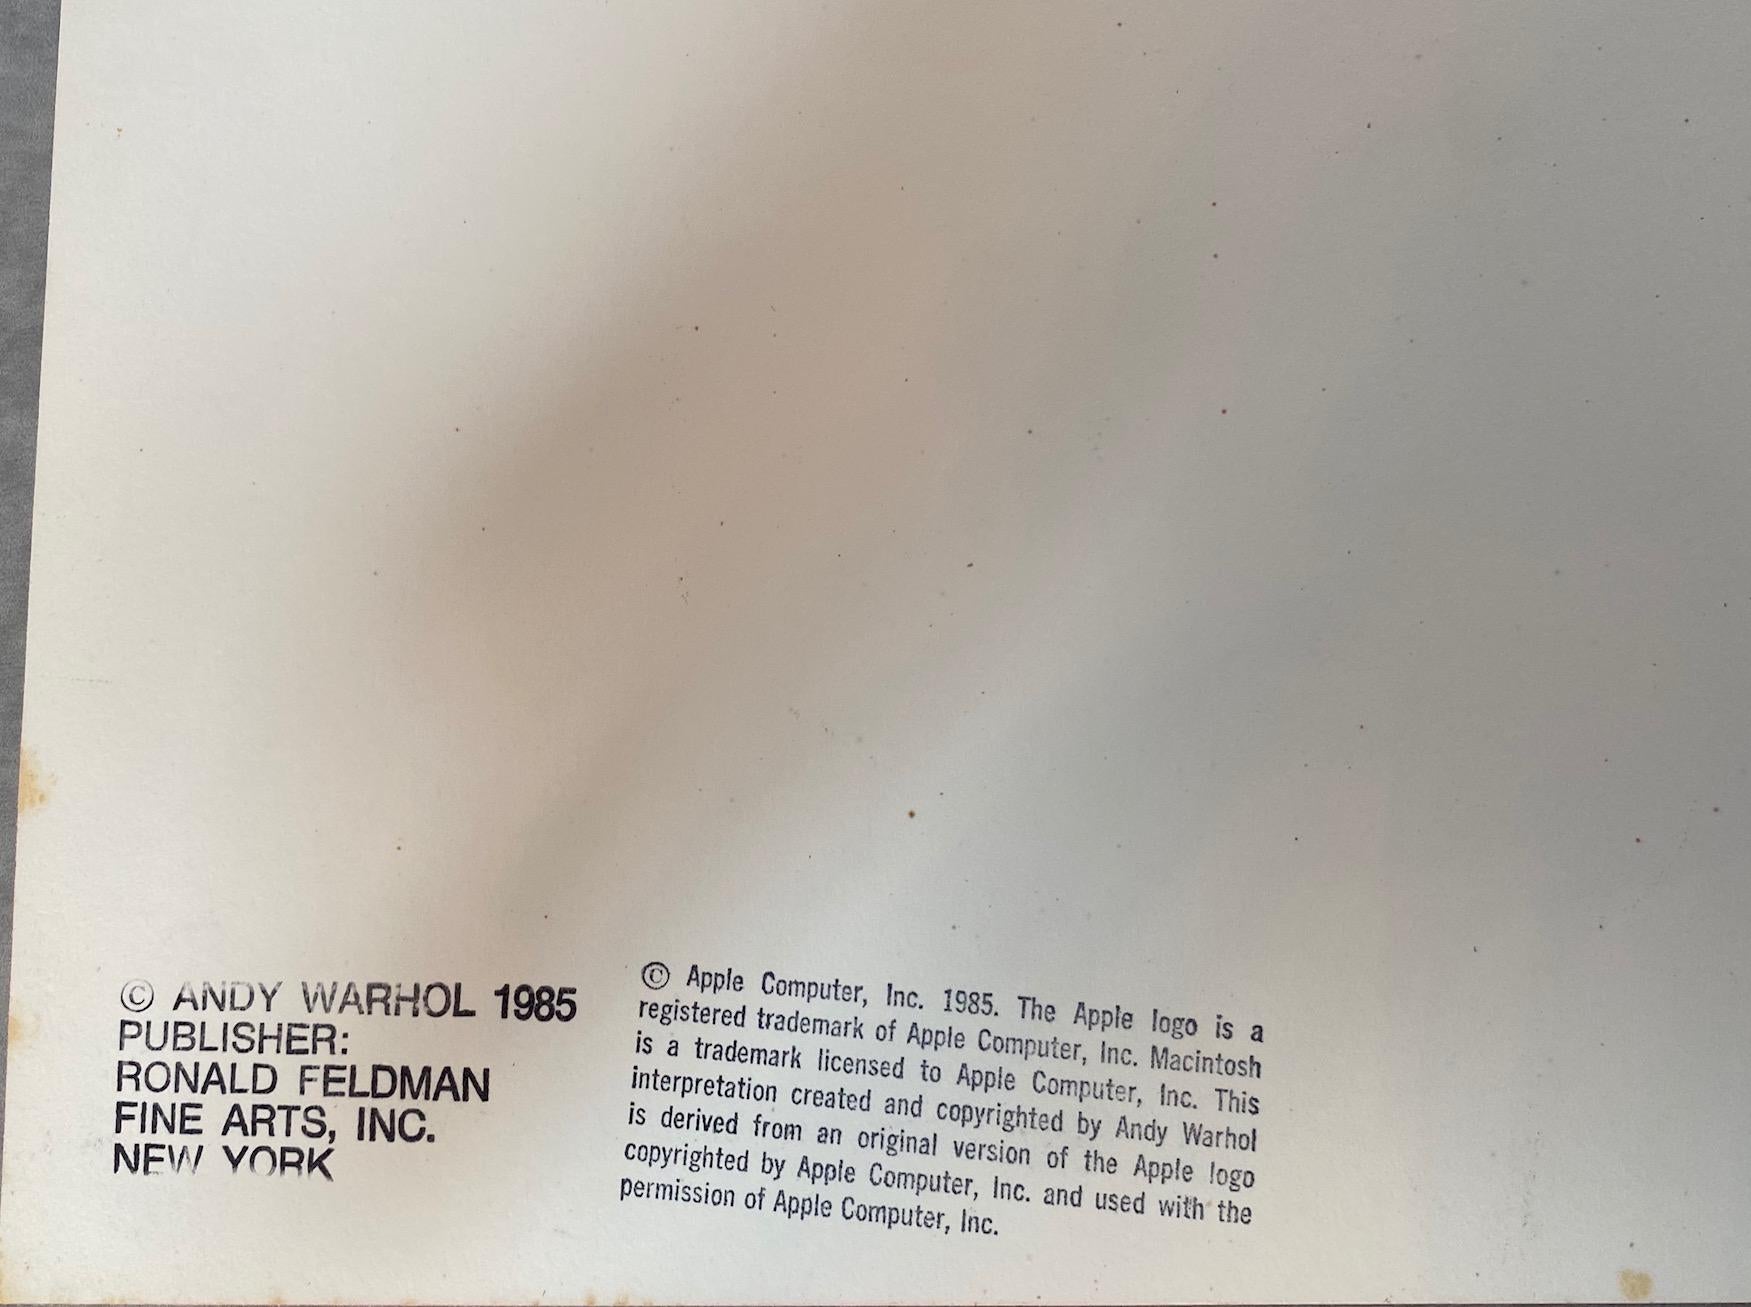 © ANDY WARHOL 1985
PUBLISHER:
RONALD FELDMAN
FINE ARTS, INC.
NEW YORK
© Apple Computer, Inc. 1985. The Apple logo is a
registered trademark of Apple Computer, Inc. Macintosh
is a trademark licensed to Apple Computer, Inc. This
interpretation created and copyrighted by Andy Warhol
is derived from an original version of the Apple logo
copyrighted by Apple Computer, Inc. and used with the
permission of Apple Computer, Inc.